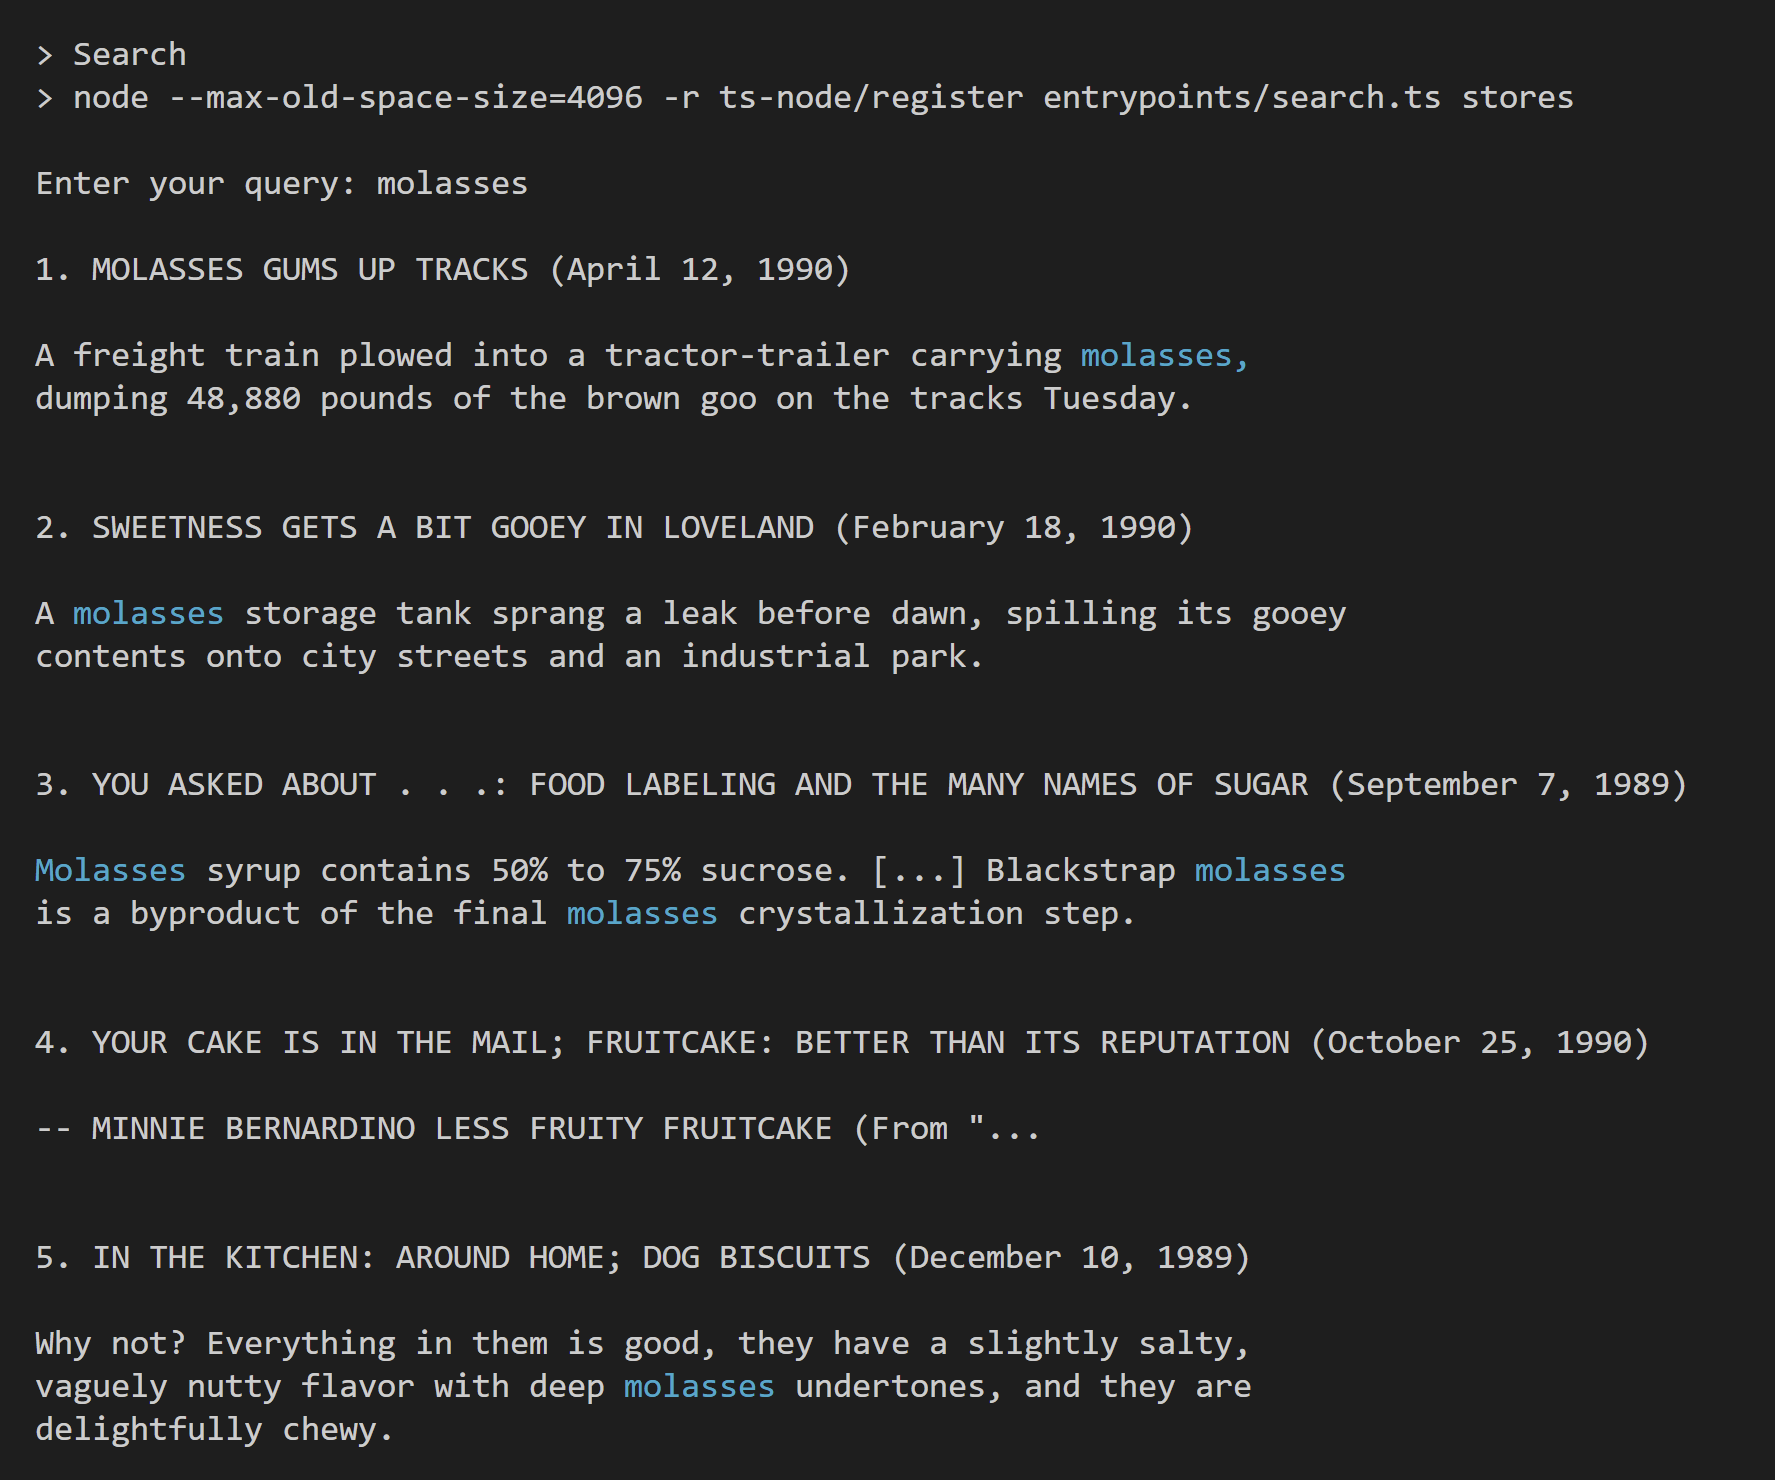 > Search
> node --max-old-space-size=4096 -r ts-node/register entrypoints/search.ts stores
Enter your query: molasses
1. MOLASSES GUMS UP TRACKS (April 12, 1990)
A freight train plowed into a tractor-trailer carrying molasses,
dumping 48,880 pounds of the brown goo on the tracks Tuesday.
2. SWEETNESS GETS A BIT GOOEY IN LOVELAND (February 18, 1990)
A molasses storage tank sprang a leak before dawn, spilling its gooey
contents onto city streets and an industrial park.
3. YOU ASKED ABOUT . . .: FOOD LABELING AND THE MANY NAMES OF SUGAR (September 7, 1989)
Molasses syrup contains 50% to 75% sucrose. [...] Blackstrap molasses
is a byproduct of the final molasses crystallization step.
4. YOUR CAKE IS IN THE MAIL; FRUITCAKE: BETTER THAN ITS REPUTATION (October 25, 1990)
-- MINNIE BERNARDINO LESS FRUITY FRUITCAKE (From "...
5. IN THE KITCHEN: AROUND HOME; DOG BISCUITS (December 10, 1989)
Why not? Everything in them is good, they have a slightly salty,
vaguely nutty flavor with deep molasses undertones, and they are
delightfully chewy.